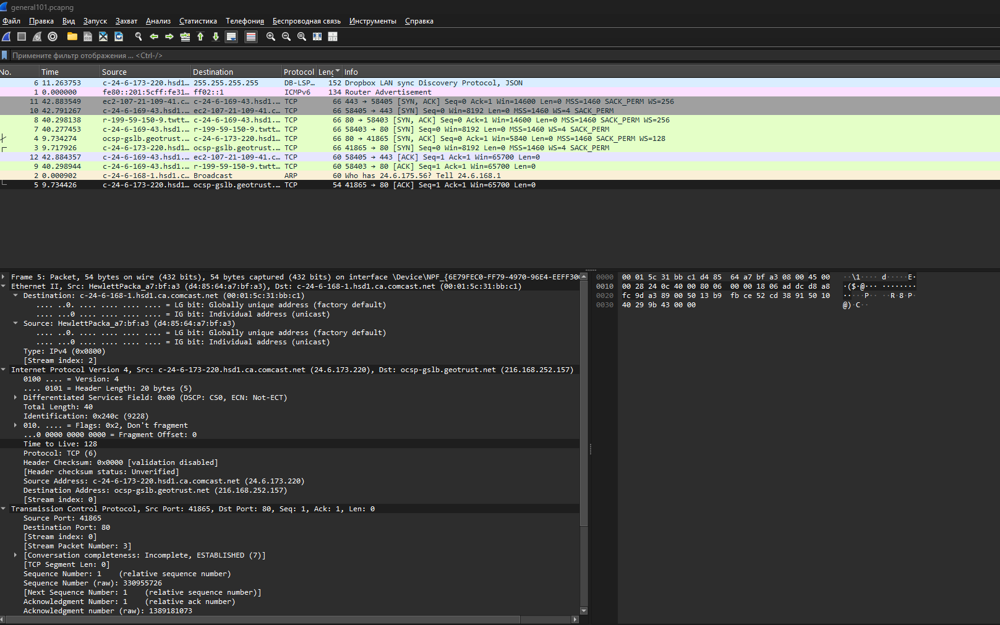 general101.pcapng
Файл Правка Вид Запуск Захват Анализ Статистика Телефония Беспроводная связь Инструменты Справка
Примените фильтр отображения ... <Ctrl-/>
No. Time Source Destination Protocol Leng Info
6 11.263753 c-24-6-173-220.hsd1... 255.255.255.255 DB-LSP... 152 Dropbox LAN sync Discovery Protocol, JSON
1 0.000000 fe80::201:5cff:fe31... ff02::1 ICMPv6 134 Router Advertisement
11 42.883549 ec2-107-21-109-41.c... c-24-6-169-43.hsd1.... TCP 66 443 → 58405 [SYN, ACK] Seq=0 Ack=1 Win=14600 Len=0 MSS=1460 SACK_PERM WS=256
10 42.791267 c-24-6-169-43.hsd1.... ec2-107-21-109-41.c... TCP 66 58405 → 443 [SYN] Seq=0 Win=8192 Len=0 MSS=1460 WS=4 SACK_PERM
8 40.298138 r-199-59-150-9.twtt... c-24-6-169-43.hsd1.... TCP 66 80 → 58403 [SYN, ACK] Seq=0 Ack=1 Win=14600 Len=0 MSS=1460 SACK_PERM WS=256
7 40.277453 c-24-6-169-43.hsd1.... r-199-59-150-9.twtt... TCP 66 58403 → 80 [SYN] Seq=0 Win=8192 Len=0 MSS=1460 WS=4 SACK_PERM
4 9.734274 ocsp-gslb.geotrust.... c-24-6-173-220.hsd1... TCP 66 80 → 41865 [SYN, ACK] Seq=0 Ack=1 Win=5840 Len=0 MSS=1460 SACK_PERM WS=128
3 9.717926 c-24-6-173-220.hsd1... ocsp-gslb.geotrust.... TCP 66 41865 → 80 [SYN] Seq=0 Win=8192 Len=0 MSS=1460 WS=4 SACK_PERM
12 42.884357 c-24-6-169-43.hsd1.... ec2-107-21-109-41.c... TCP 60 58405 → 443 [ACK] Seq=1 Ack=1 Win=65700 Len=0
9 40.298944 c-24-6-169-43.hsd1.... r-199-59-150-9.twtt... TCP 60 58403 → 80 [ACK] Seq=1 Ack=1 Win=65700 Len=0
2 0.000902 c-24-6-168-1.hsd1.c... Broadcast ARP 60 Who has 24.6.175.56? Tell 24.6.168.1
5 9.734426 c-24-6-173-220.hsd1... ocsp-gslb.geotrust.... TCP 54 41865 → 80 [ACK] Seq=1 Ack=1 Win=65700 Len=0
Frame 5: Packet, 54 bytes on wire (432 bits), 54 bytes captured (432 bits) on interface \Device\NPF_{6E79FEC0-FF79-4970-96E4-EEFF300
Ethernet II, Src: HewlettPacka_a7:bf:a3 (d4:85:64:a7:bf:a3), Dst: c-24-6-168-1.hsd1.ca.comcast.net (00:01:5c:31:bb:c1)
Destination: c-24-6-168-1.hsd1.ca.comcast.net (00:01:5c:31:bb:c1)
.... ..0. .... .... .... .... = LG bit: Globally unique address (factory default)
.... ...0 .... .... .... .... = IG bit: Individual address (unicast)
Source: HewlettPacka_a7:bf:a3 (d4:85:64:a7:bf:a3)
.... ..0. .... .... .... .... = LG bit: Globally unique address (factory default)
.... ...0 .... .... .... .... = IG bit: Individual address (unicast)
Type: IPv4 (0x0800)
[Stream index: 2]
Internet Protocol Version 4, Src: c-24-6-173-220.hsd1.ca.comcast.net (24.6.173.220), Dst: ocsp-gslb.geotrust.net (216.168.252.157)
0100 .... = Version: 4
.... 0101 = Header Length: 20 bytes (5)
Differentiated Services Field: 0x00 (DSCP: CS0, ECN: Not-ECT)
Total Length: 40
Identification: 0x240c (9228)
010. .... = Flags: 0x2, Don't fragment
...0 0000 0000 0000 = Fragment Offset: 0
Time to Live: 128
Protocol: TCP (6)
Header Checksum: 0x0000 [validation disabled]
[Header checksum status: Unverified]
Source Address: c-24-6-173-220.hsd1.ca.comcast.net (24.6.173.220)
Destination Address: ocsp-gslb.geotrust.net (216.168.252.157)
[Stream index: 0]
Transmission Control Protocol, Src Port: 41865, Dst Port: 80, Seq: 1, Ack: 1, Len: 0
Source Port: 41865
Destination Port: 80
[Stream index: 0]
[Stream Packet Number: 3]
[Conversation completeness: Incomplete, ESTABLISHED (7)]
[TCP Segment Len: 0]
Sequence Number: 1    (relative sequence number)
Sequence Number (raw): 330955726
[Next Sequence Number: 1    (relative sequence number)]
Acknowledgment Number: 1    (relative ack number)
Acknowledgment number (raw): 1389181073
0000 00 01 5c 31 bb c1 d4 85 64 a7 bf a3 08 00 45 00 ··\1···· d·····E·
0010 00 28 24 0c 40 00 80 06 00 00 18 06 ad dc d8 a8 ·($·@··· ········
0020 fc 9d a3 89 00 50 13 b9 fb ce 52 cd 38 91 50 10 ·····P·· ··R·8·P·
0030 40 29 9b 43 00 00 @)·C··